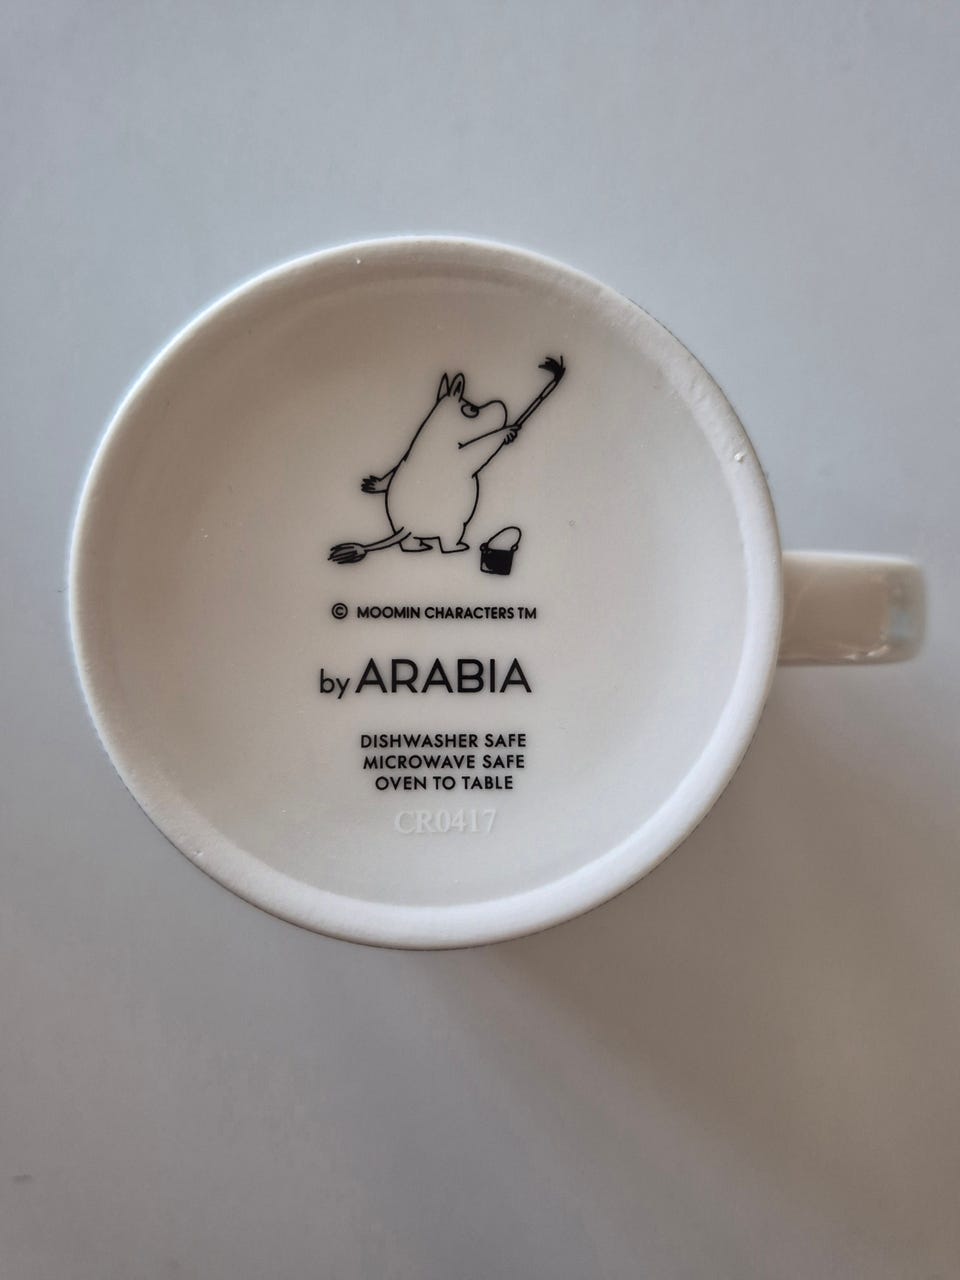 © MOOMIN CHARACTERS TM
by ARABIA
DISHWASHER SAFE
MICROWAVE SAFE
OVEN TO TABLE
CR0417